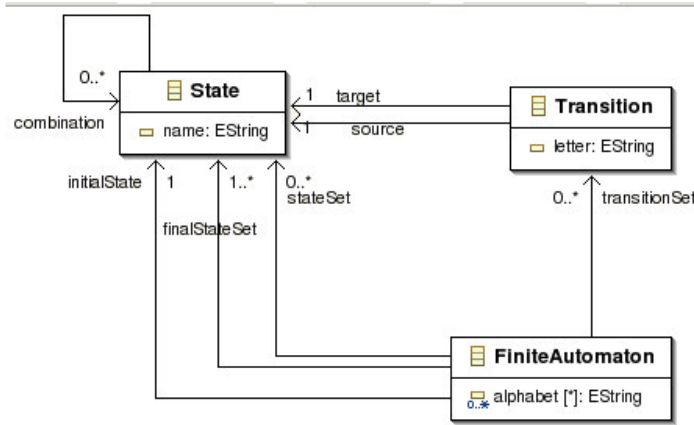 0..*
State
combination
name: EString
1
target
1
source
Transition
letter: EString
initialState
1
1..*
0..*
stateSet
finalStateSet
0..*
transitionSet
FiniteAutomaton
0..*
alphabet [*]: EString